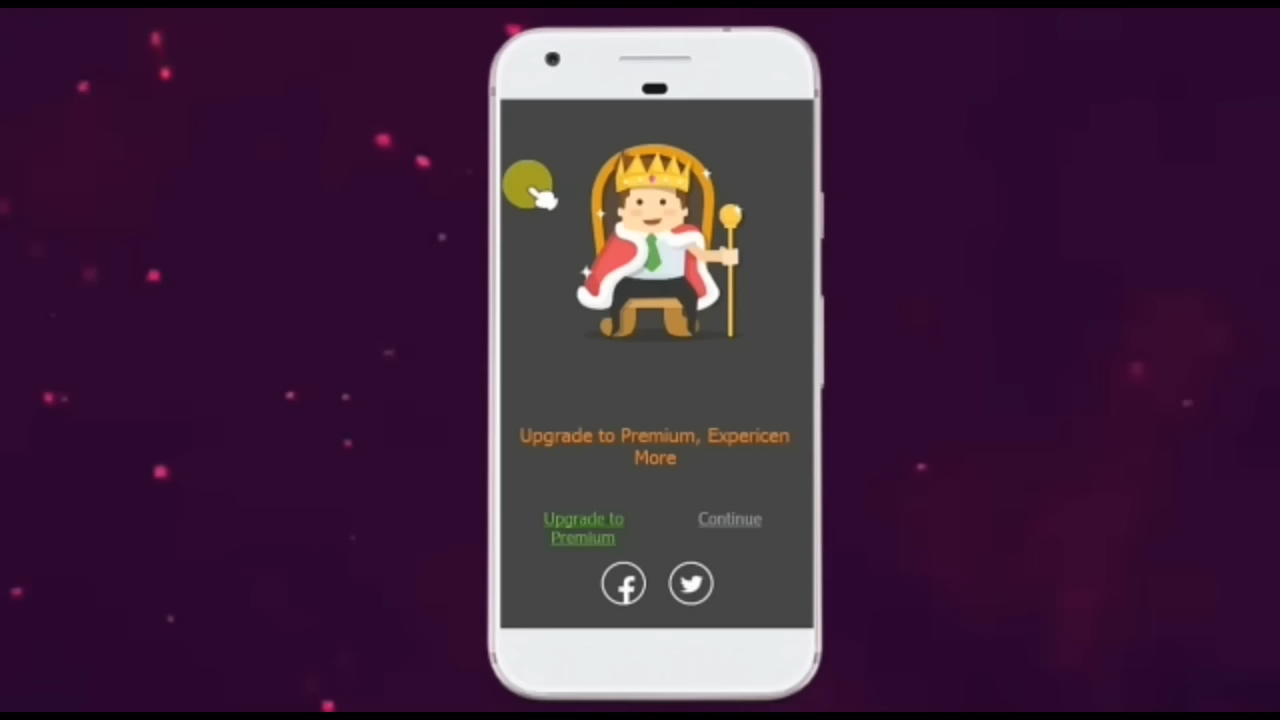 Upgrade to Premium, Expericen
More
Upgrade to
Premium
Continue